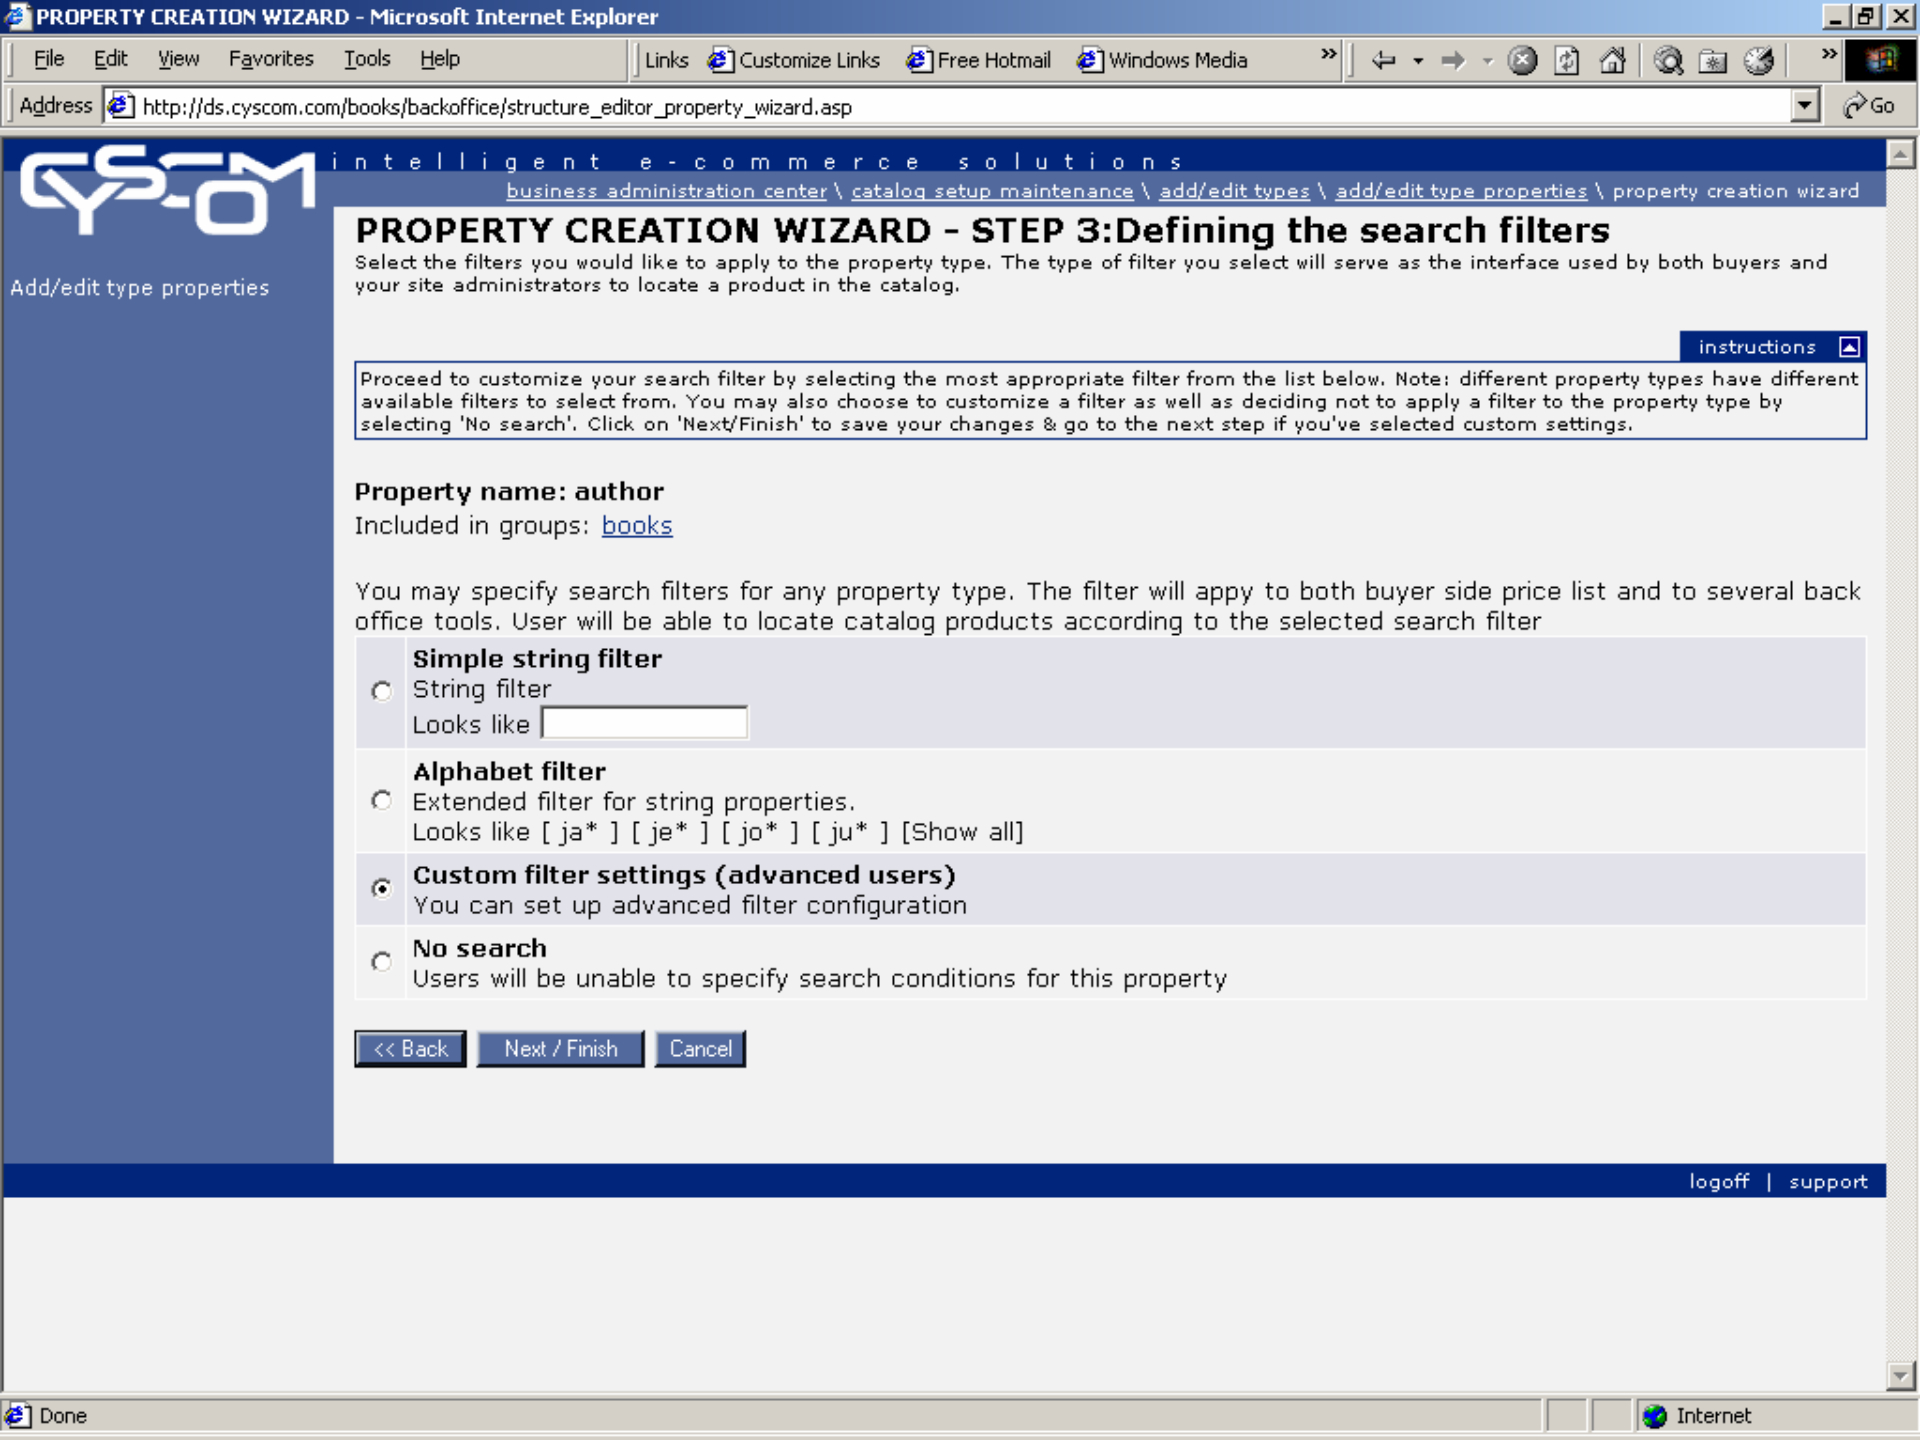 PROPERTY CREATION WIZARD - Microsoft Internet Explorer
File Edit View Favorites Tools Help Links Customize Links Free Hotmail Windows Media »  »
Address http://ds.cyscom.com/books/backoffice/structure_editor_property_wizard.asp Go
CYSCOM intelligent e-commerce solutions
business administration center \ catalog setup maintenance \ add/edit types \ add/edit type properties \ property creation wizard
Add/edit type properties
PROPERTY CREATION WIZARD - STEP 3:Defining the search filters
Select the filters you would like to apply to the property type. The type of filter you select will serve as the interface used by both buyers and
your site administrators to locate a product in the catalog.
instructions
Proceed to customize your search filter by selecting the most appropriate filter from the list below. Note: different property types have different
available filters to select from. You may also choose to customize a filter as well as deciding not to apply a filter to the property type by
selecting 'No search'. Click on 'Next/Finish' to save your changes & go to the next step if you've selected custom settings.
Property name: author
Included in groups: books
You may specify search filters for any property type. The filter will appy to both buyer side price list and to several back
office tools. User will be able to locate catalog products according to the selected search filter
Simple string filter
String filter
Looks like
Alphabet filter
Extended filter for string properties.
Looks like [ ja* ] [ je* ] [ jo* ] [ ju* ] [Show all]
Custom filter settings (advanced users)
You can set up advanced filter configuration
No search
Users will be unable to specify search conditions for this property
<< Back Next / Finish Cancel
logoff | support
Done Internet